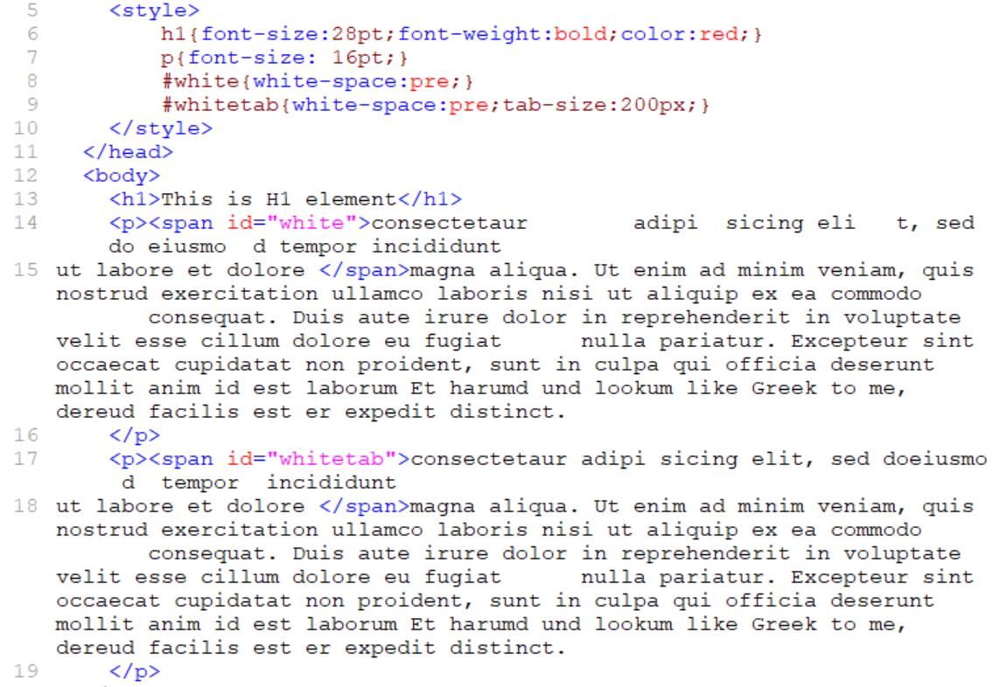 5 <style>
6 h1{font-size:28pt;font-weight:bold;color:red;}
7 p{font-size: 16pt;}
8 #white{white-space:pre;}
9 #whitetab{white-space:pre;tab-size:200px;}
10 </style>
11 </head>
12 <body>
13 <h1>This is H1 element</h1>
14 <p><span id="white">consectetaur        adipi  sicing eli   t, sed
do eiusmo  d tempor incididunt
15 ut labore et dolore </span>magna aliqua. Ut enim ad minim veniam, quis
nostrud exercitation ullamco laboris nisi ut aliquip ex ea commodo
consequat. Duis aute irure dolor in reprehenderit in voluptate
velit esse cillum dolore eu fugiat      nulla pariatur. Excepteur sint
occaecat cupidatat non proident, sunt in culpa qui officia deserunt
mollit anim id est laborum Et harumd und lookum like Greek to me,
dereud facilis est er expedit distinct.
16 </p>
17 <p><span id="whitetab">consectetaur adipi sicing elit, sed doeiusmo
d  tempor  incididunt
18 ut labore et dolore </span>magna aliqua. Ut enim ad minim veniam, quis
nostrud exercitation ullamco laboris nisi ut aliquip ex ea commodo
consequat. Duis aute irure dolor in reprehenderit in voluptate
velit esse cillum dolore eu fugiat      nulla pariatur. Excepteur sint
occaecat cupidatat non proident, sunt in culpa qui officia deserunt
mollit anim id est laborum Et harumd und lookum like Greek to me,
dereud facilis est er expedit distinct.
19 </p>